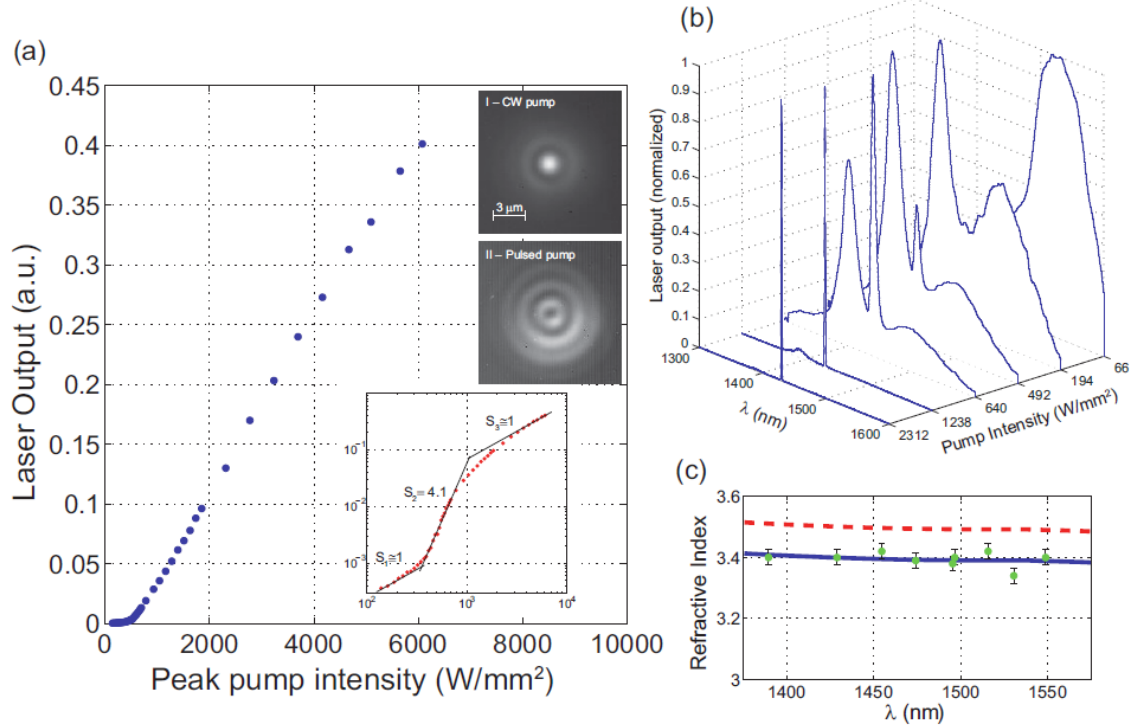 (a)
0.45
0.4
0.35
0.3
0.25
0.2
0.15
0.1
0.05
0
Laser Output (a.u.)
0 2000 4000 6000 8000 10000
Peak pump intensity (W/mm²)
I – CW pump
3 μm
II – Pulsed pump
S₃≅1
S₂= 4.1
S₁≅1
10⁻¹
10⁻²
10⁻³
10² 10³ 10⁴
(b)
1
0.9
0.8
0.7
0.6
0.5
0.4
0.3
0.2
0.1
0
Laser output (normalized)
1300
1400
1500
1600
λ (nm)
2312
1238
640
492
194
66
Pump Intensity (W/mm²)
(c)
3.6
3.4
3.2
3
Refractive Index
1400 1450 1500 1550
λ (nm)